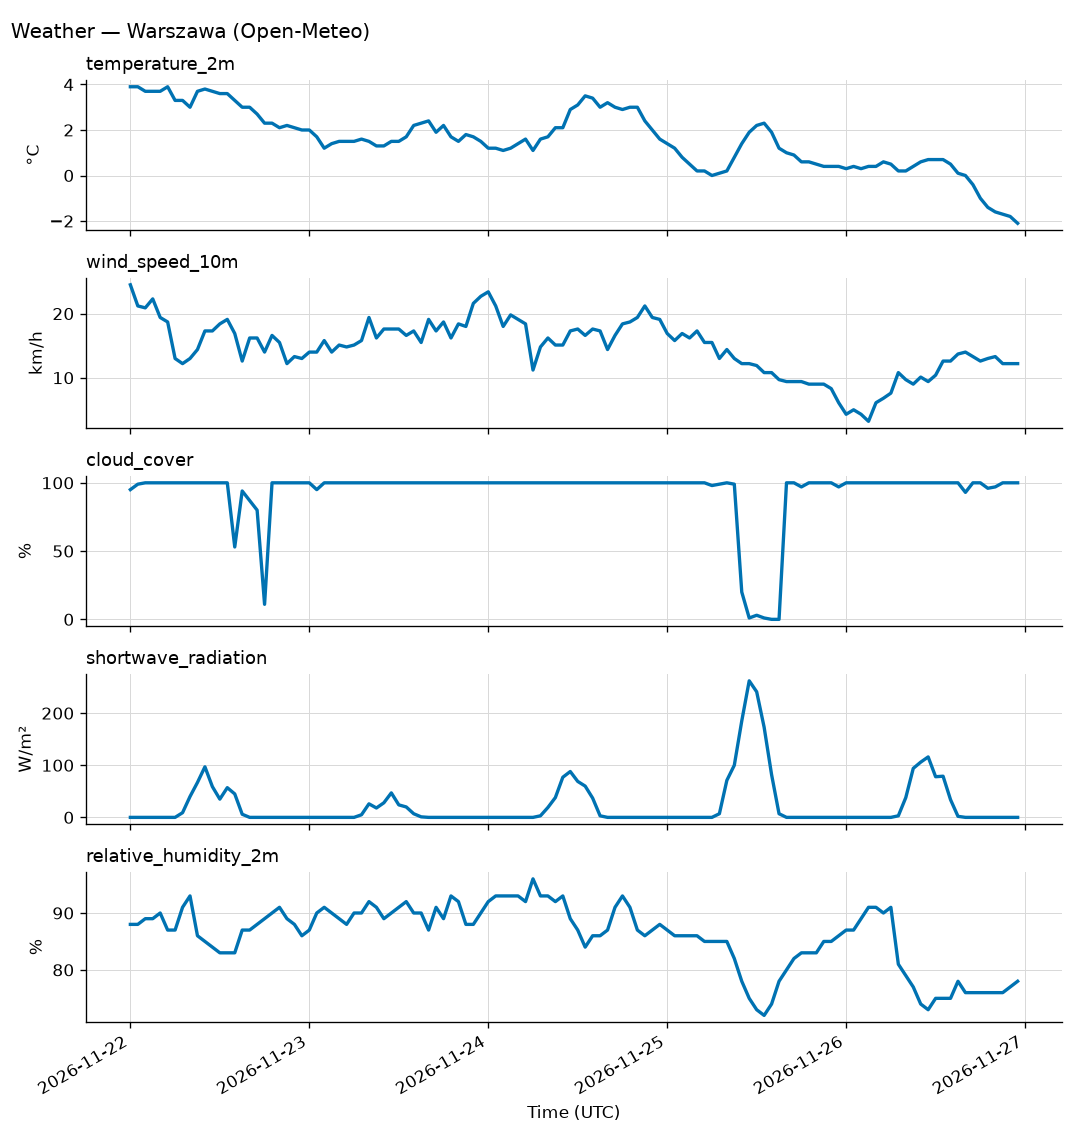 Weather — Warszawa (Open-Meteo)
temperature_2m
4
2
0
−2
°C
wind_speed_10m
20
10
km/h
cloud_cover
100
50
0
%
shortwave_radiation
200
100
0
W/m²
relative_humidity_2m
90
80
%
2026-11-22
2026-11-23
2026-11-24
2026-11-25
2026-11-26
2026-11-27
Time (UTC)